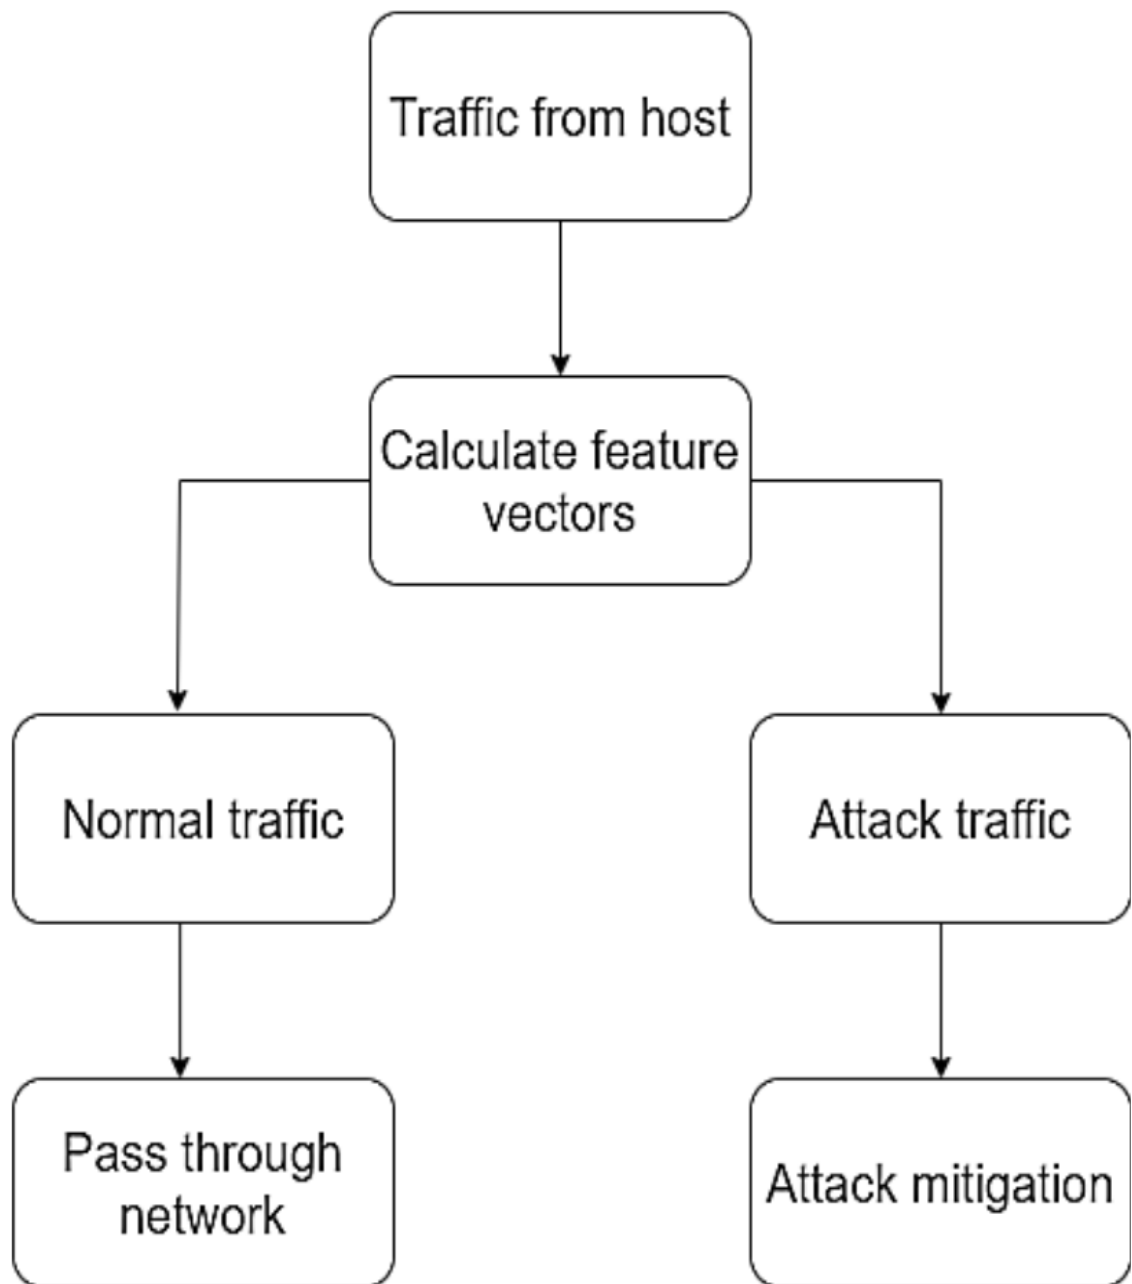 Traffic from host
Calculate feature
vectors
Normal traffic
Attack traffic
Pass through
network
Attack mitigation